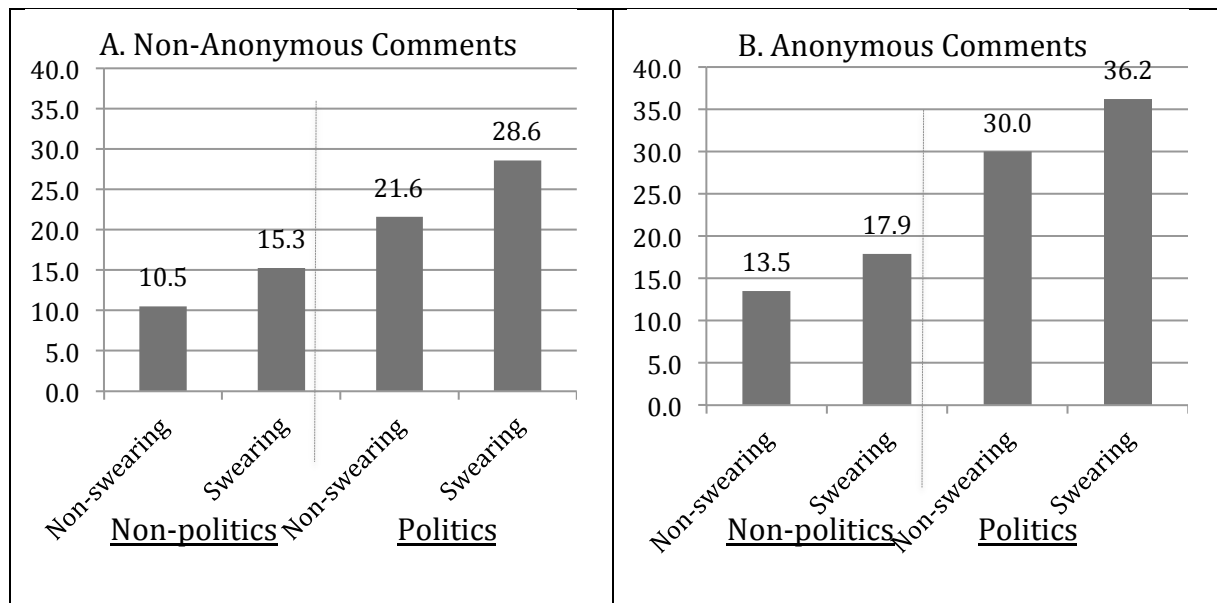 A. Non-Anonymous Comments
40.0
35.0
30.0
25.0
20.0
15.0
10.0
5.0
0.0
10.5
15.3
21.6
28.6
Non-swearing
Swearing
Non-swearing
Swearing
Non-politics
Politics
B. Anonymous Comments
40.0
35.0
30.0
25.0
20.0
15.0
10.0
5.0
0.0
13.5
17.9
30.0
36.2
Non-swearing
Swearing
Non-swearing
Swearing
Non-politics
Politics